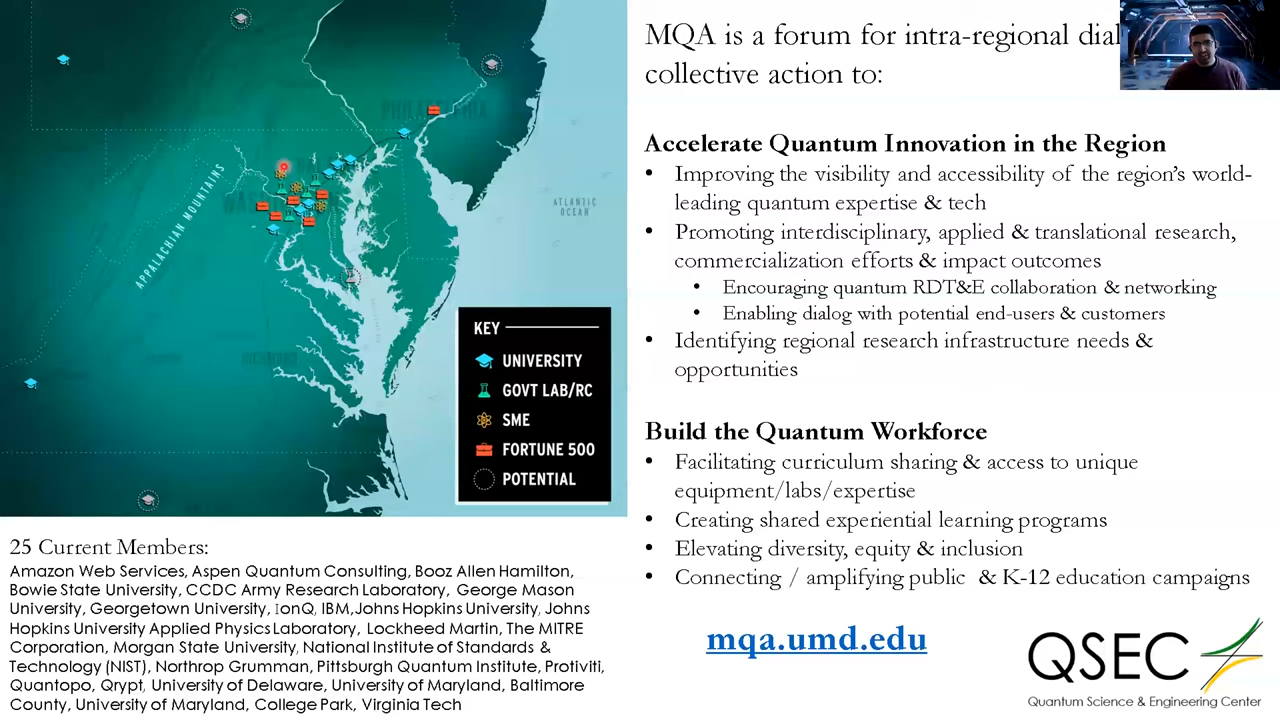 MQA is a forum for intra-regional dial
collective action to:
PHILADELPHIA
APPALACHIAN MOUNTAINS
ATLANTIC
OCEAN
KEY
UNIVERSITY
GOVT LAB/RC
SME
FORTUNE 500
POTENTIAL
25 Current Members:
Amazon Web Services, Aspen Quantum Consulting, Booz Allen Hamilton,
Bowie State University, CCDC Army Research Laboratory, George Mason
University, Georgetown University, IonQ, IBM,Johns Hopkins University, Johns
Hopkins University Applied Physics Laboratory, Lockheed Martin, The MITRE
Corporation, Morgan State University, National Institute of Standards &
Technology (NIST), Northrop Grumman, Pittsburgh Quantum Institute, Protiviti,
Quantopo, Qrypt, University of Delaware, University of Maryland, Baltimore
County, University of Maryland, College Park, Virginia Tech
Accelerate Quantum Innovation in the Region
• Improving the visibility and accessibility of the region's world-
leading quantum expertise & tech
• Promoting interdisciplinary, applied & translational research,
commercialization efforts & impact outcomes
• Encouraging quantum RDT&E collaboration & networking
• Enabling dialog with potential end-users & customers
• Identifying regional research infrastructure needs &
opportunities
Build the Quantum Workforce
• Facilitating curriculum sharing & access to unique
equipment/labs/expertise
• Creating shared experiential learning programs
• Elevating diversity, equity & inclusion
• Connecting / amplifying public & K-12 education campaigns
mqa.umd.edu
QSEC
Quantum Science & Engineering Center